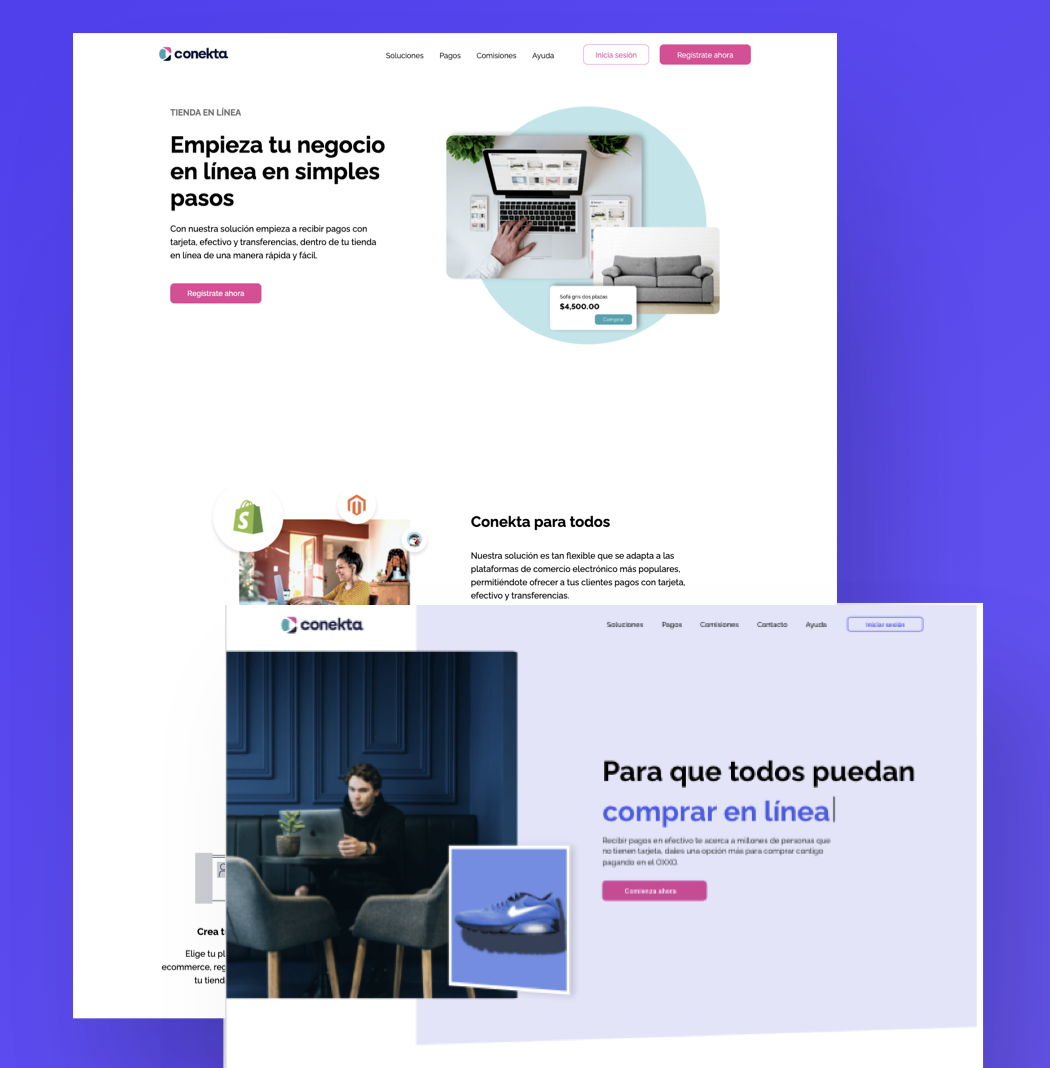 conekta
Soluciones Pagos Comisiones Ayuda Inicia sesión Regístrate ahora
TIENDA EN LÍNEA
Empieza tu negocio
en línea en simples
pasos
Con nuestra solución empieza a recibir pagos con
tarjeta, efectivo y transferencias, dentro de tu tienda
en línea de una manera rápida y fácil.
Regístrate ahora
Sofá gris dos plazas
$4,500.00
Comprar
Conekta para todos
Nuestra solución es tan flexible que se adapta a las
plataformas de comercio electrónico más populares,
permitiéndote ofrecer a tus clientes pagos con tarjeta,
efectivo y transferencias.
Crea t
Elige tu pl
ecommerce, reg
tu tiend
conekta
Soluciones Pagos Comisiones Contacto Ayuda Iniciar sesión
Para que todos puedan
comprar en línea
Recibir pagos en efectivo te acerca a millones de personas que
no tienen tarjeta, dales una opción más para comprar contigo
pagando en el OXXO.
Comienza ahora